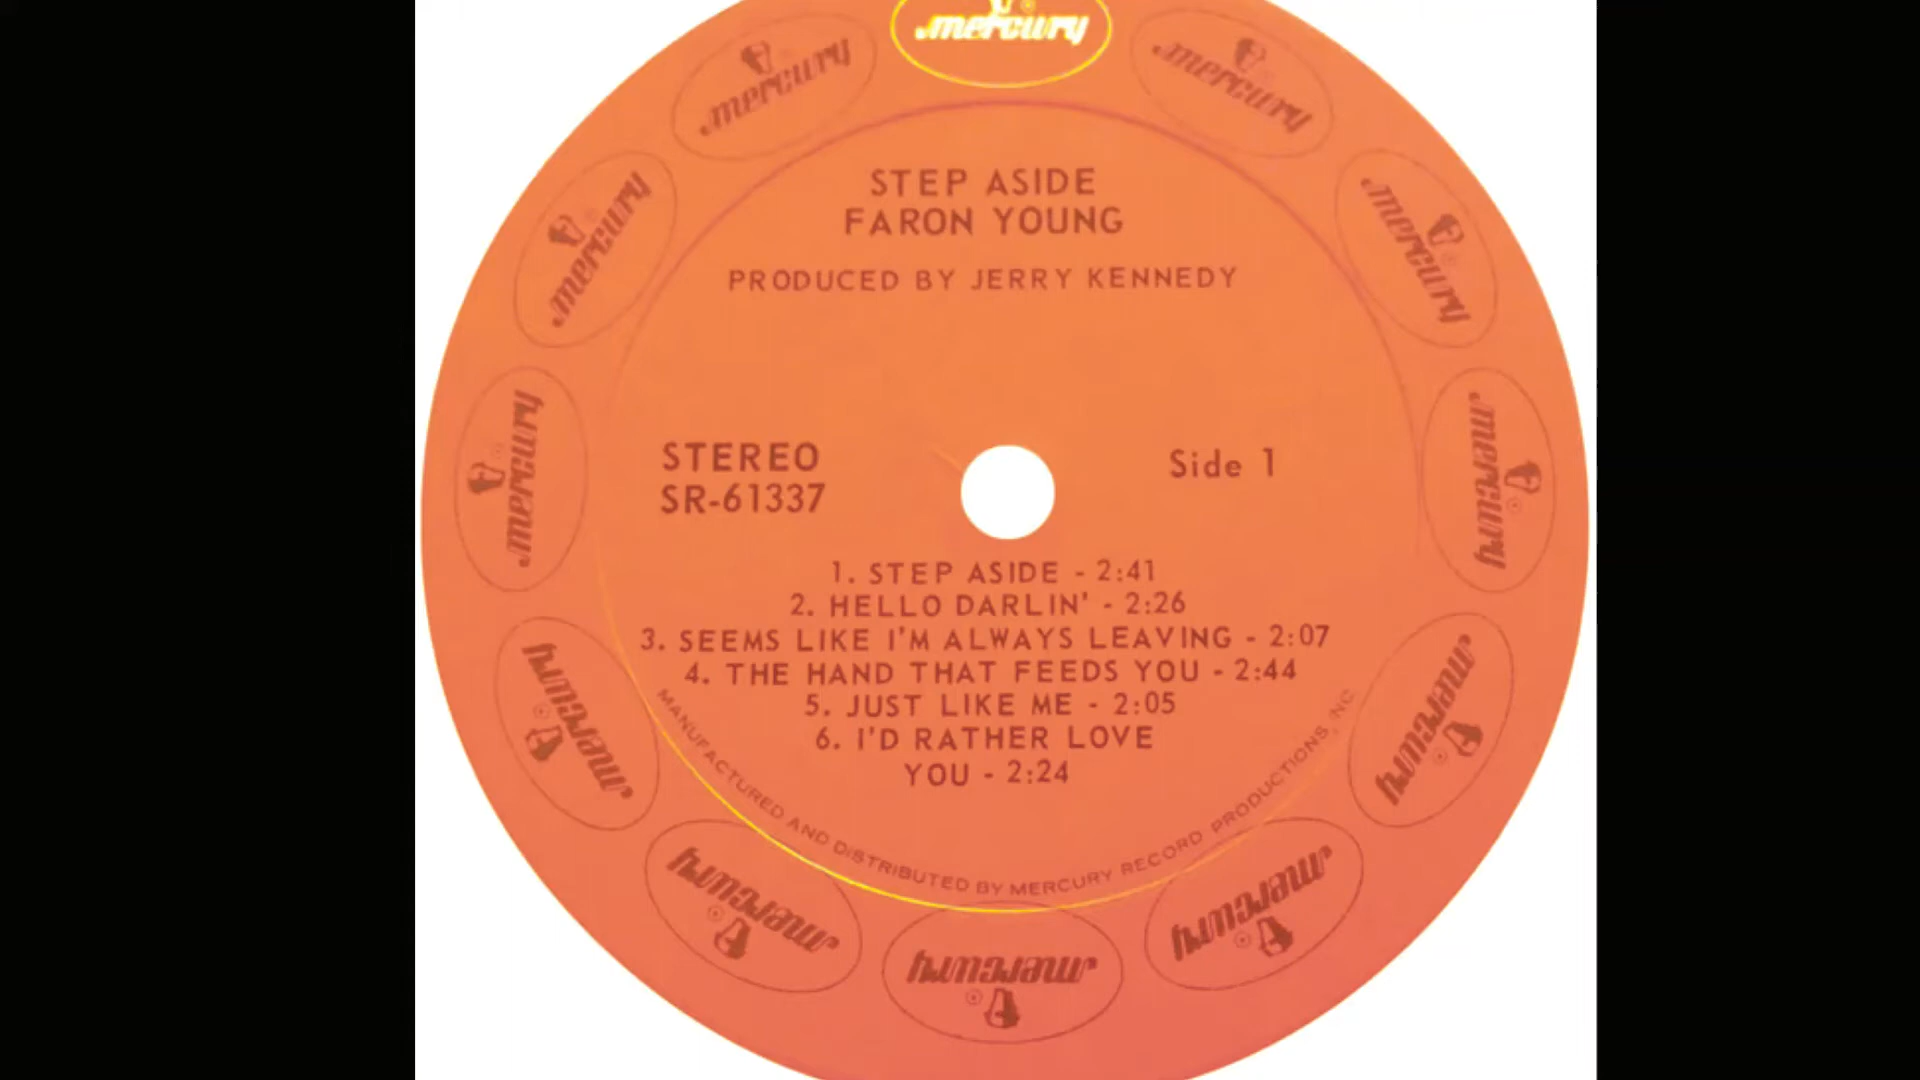 mercury
mercury
mercury
mercury
mercury
mercury
mercury
STEP ASIDE
FARON YOUNG
PRODUCED BY JERRY KENNEDY
STEREO
SR-61337
Side 1
1. STEP ASIDE - 2:41
2. HELLO DARLIN' - 2:26
3. SEEMS LIKE I'M ALWAYS LEAVING - 2:07
4. THE HAND THAT FEEDS YOU - 2:44
5. JUST LIKE ME - 2:05
6. I'D RATHER LOVE
YOU - 2:24
MANUFACTURED AND DISTRIBUTED BY MERCURY RECORD PRODUCTIONS, INC.
mercury
mercury
mercury
mercury
mercury